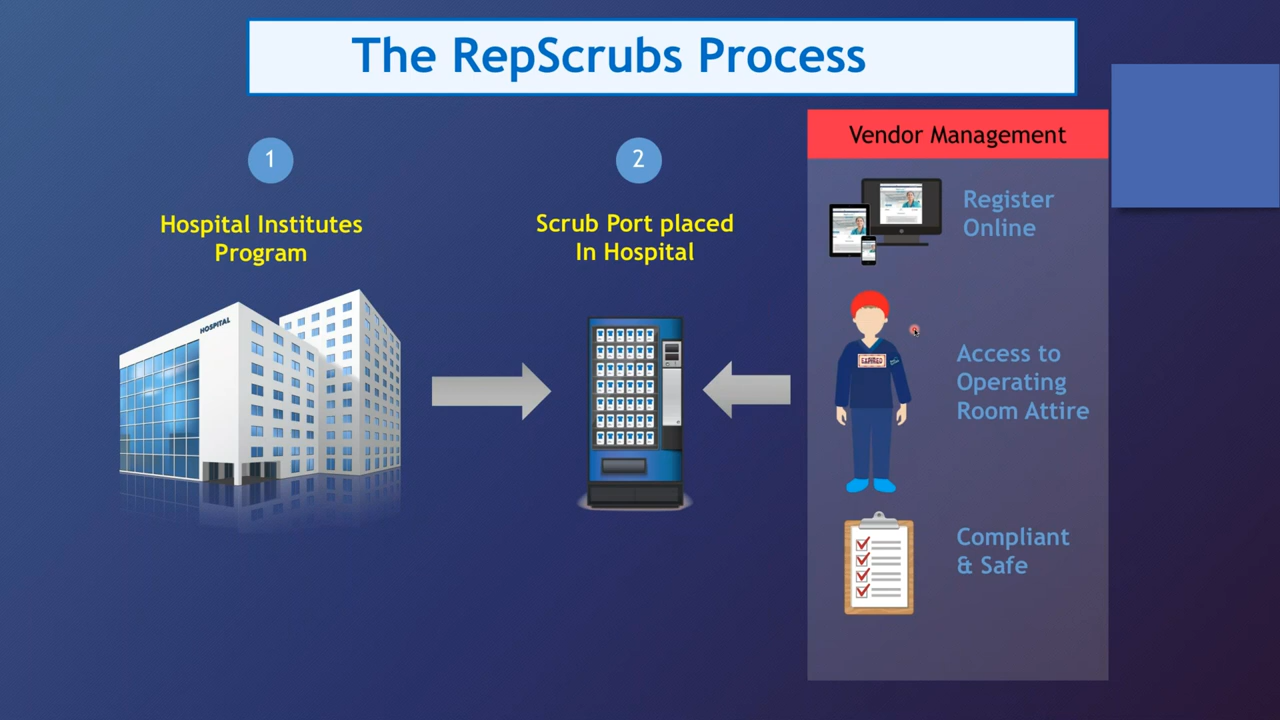 The RepScrubs Process
1
Hospital Institutes
Program
HOSPITAL
2
Scrub Port placed
In Hospital
Vendor Management
Register
Online
EXPIRED
Access to
Operating
Room Attire
Compliant
& Safe